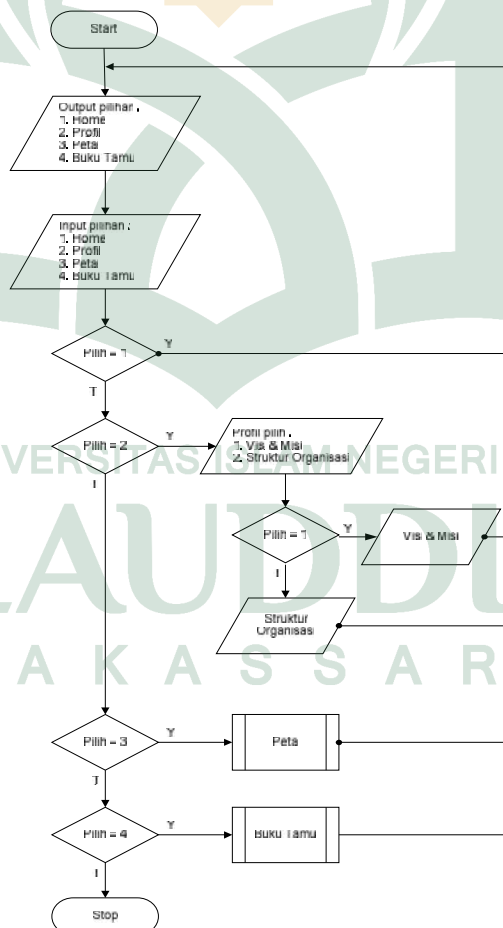 Start
Output pilihan :
1. Home
2. Profil
3. Peta
4. Buku Tamu
Input pilihan :
1. Home
2. Profil
3. Peta
4. Buku Tamu
Pilih = 1
Y
T
Pilih = 2
Y
T
Profil pilih :
1. Visi & Misi
2. Struktur Organisasi
VERSITAS ISLAM NEGERI
Pilih = 1
Y
T
Visi & Misi
LAUDDU
Struktur
Organisasi
AKASSAR
Pilih = 3
Y
T
Peta
Pilih = 4
Y
T
Buku Tamu
Stop